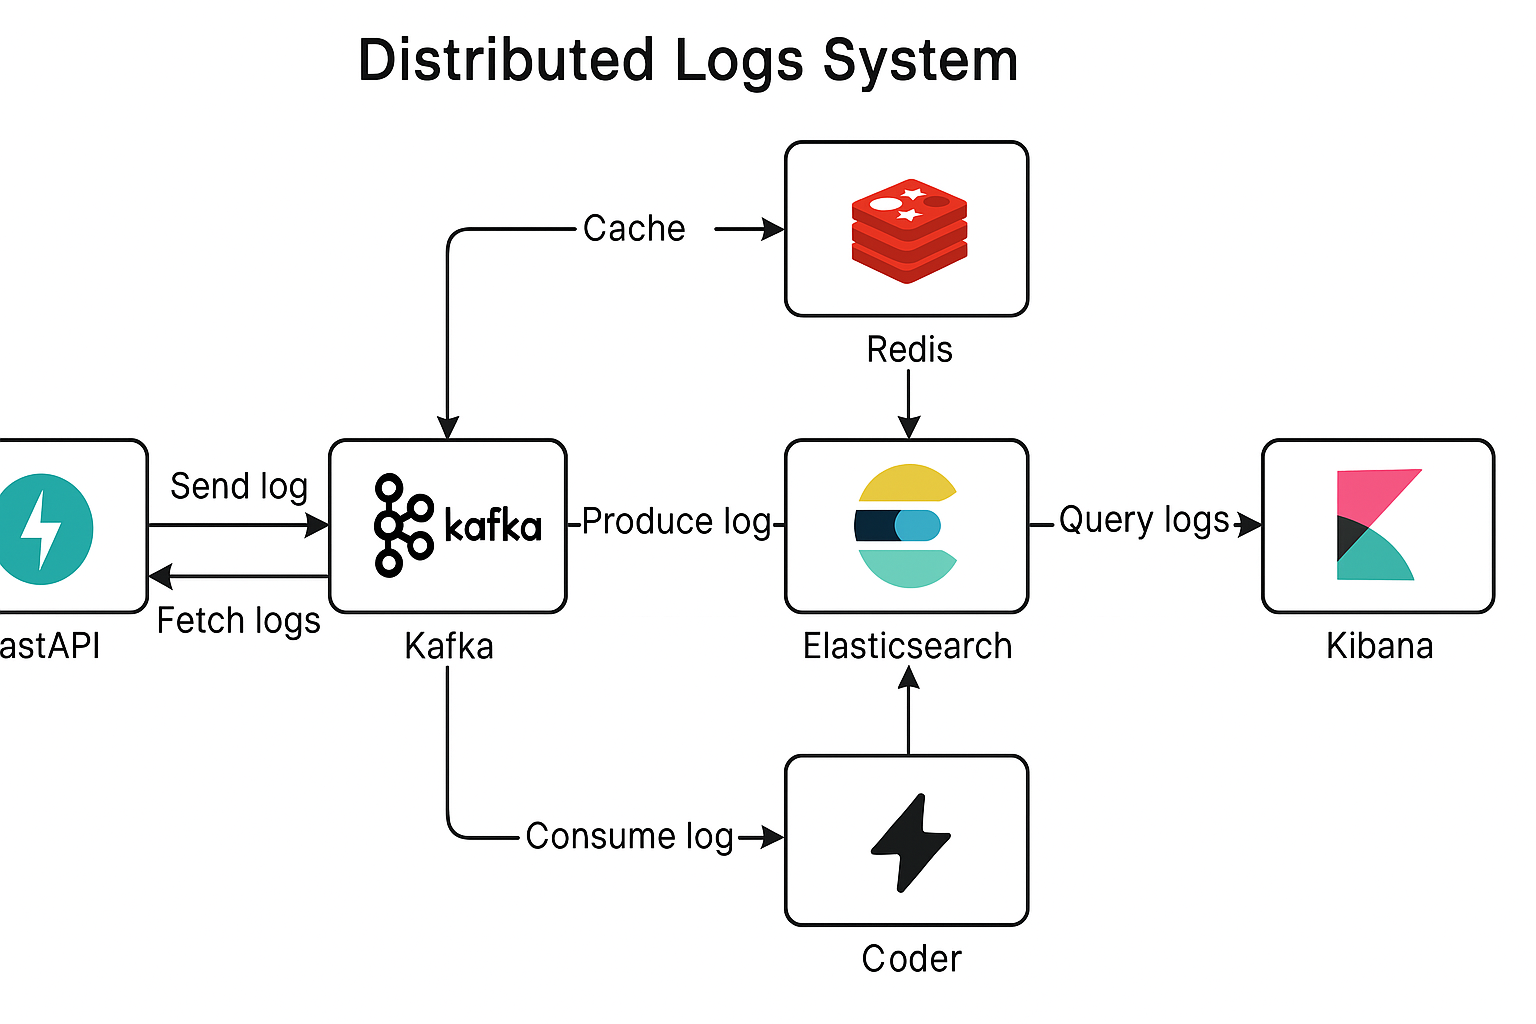 Distributed Logs System
Cache
Redis
Send log
kafka
Produce log
Query logs
Fetch logs
astAPI
Kafka
Elasticsearch
Kibana
Consume log
Coder